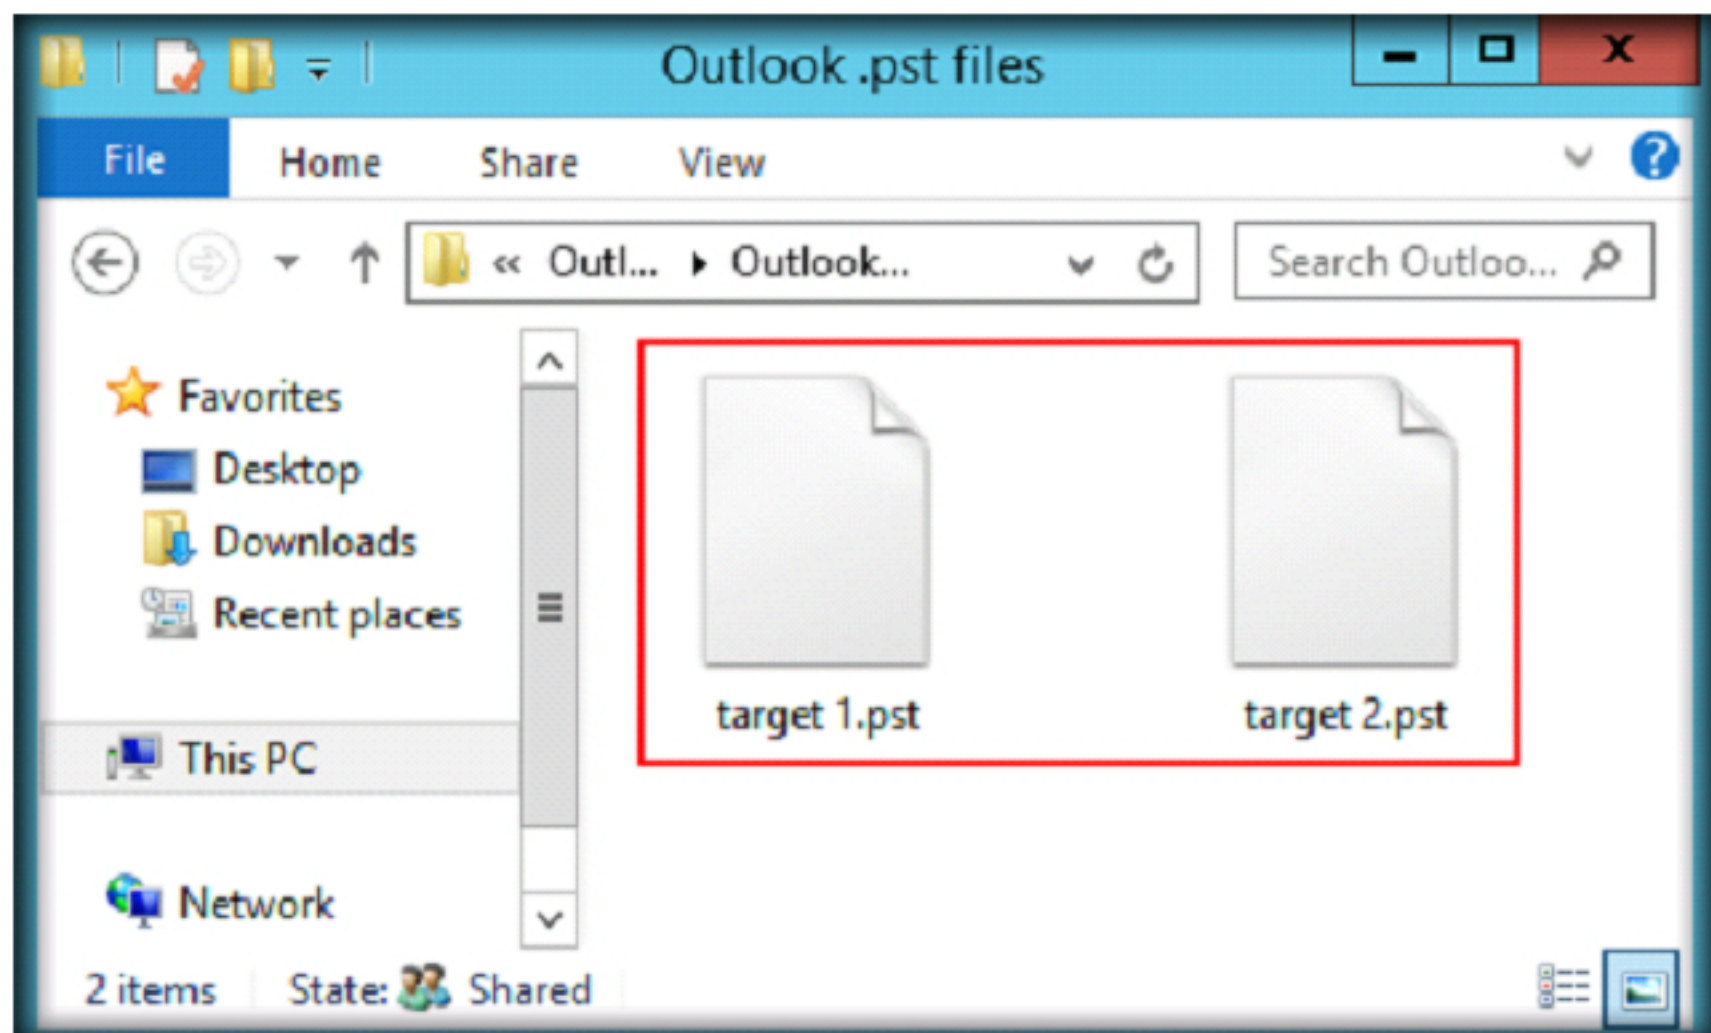 Outlook .pst files
File Home Share View
« Outl... Outlook... Search Outloo...
Favorites
Desktop
Downloads
Recent places
This PC
Network
target 1.pst target 2.pst
2 items State: Shared